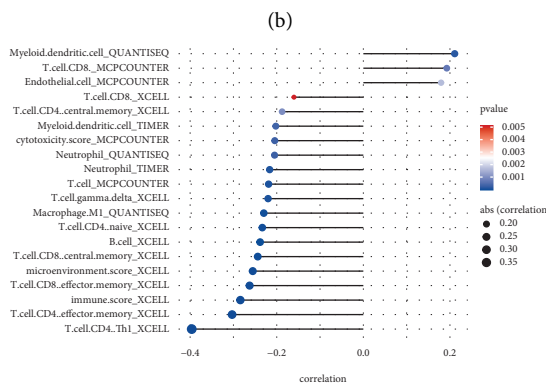 (b)
Myeloid.dendritic.cell_QUANTISEQ
T.cell.CD8._MCPCOUNTER
Endothelial.cell_MCPCOUNTER
T.cell.CD8._XCELL
T.cell.CD4..central.memory_XCELL
Myeloid.dendritic.cell_TIMER
cytotoxicity.score_MCPCOUNTER
Neutrophil_QUANTISEQ
Neutrophil_TIMER
T.cell_MCPCOUNTER
T.cell.gamma.delta_XCELL
Macrophage.M1_QUANTISEQ
T.cell.CD4..naive_XCELL
B.cell_XCELL
T.cell.CD8..central.memory_XCELL
microenvironment.score_XCELL
T.cell.CD8..effector.memory_XCELL
immune.score_XCELL
T.cell.CD4..effector.memory_XCELL
T.cell.CD4..Th1_XCELL
−0.4 −0.2 0.0 0.2
correlation
pvalue
0.005
0.004
0.003
0.002
0.001
abs (correlation
0.20
0.25
0.30
0.35